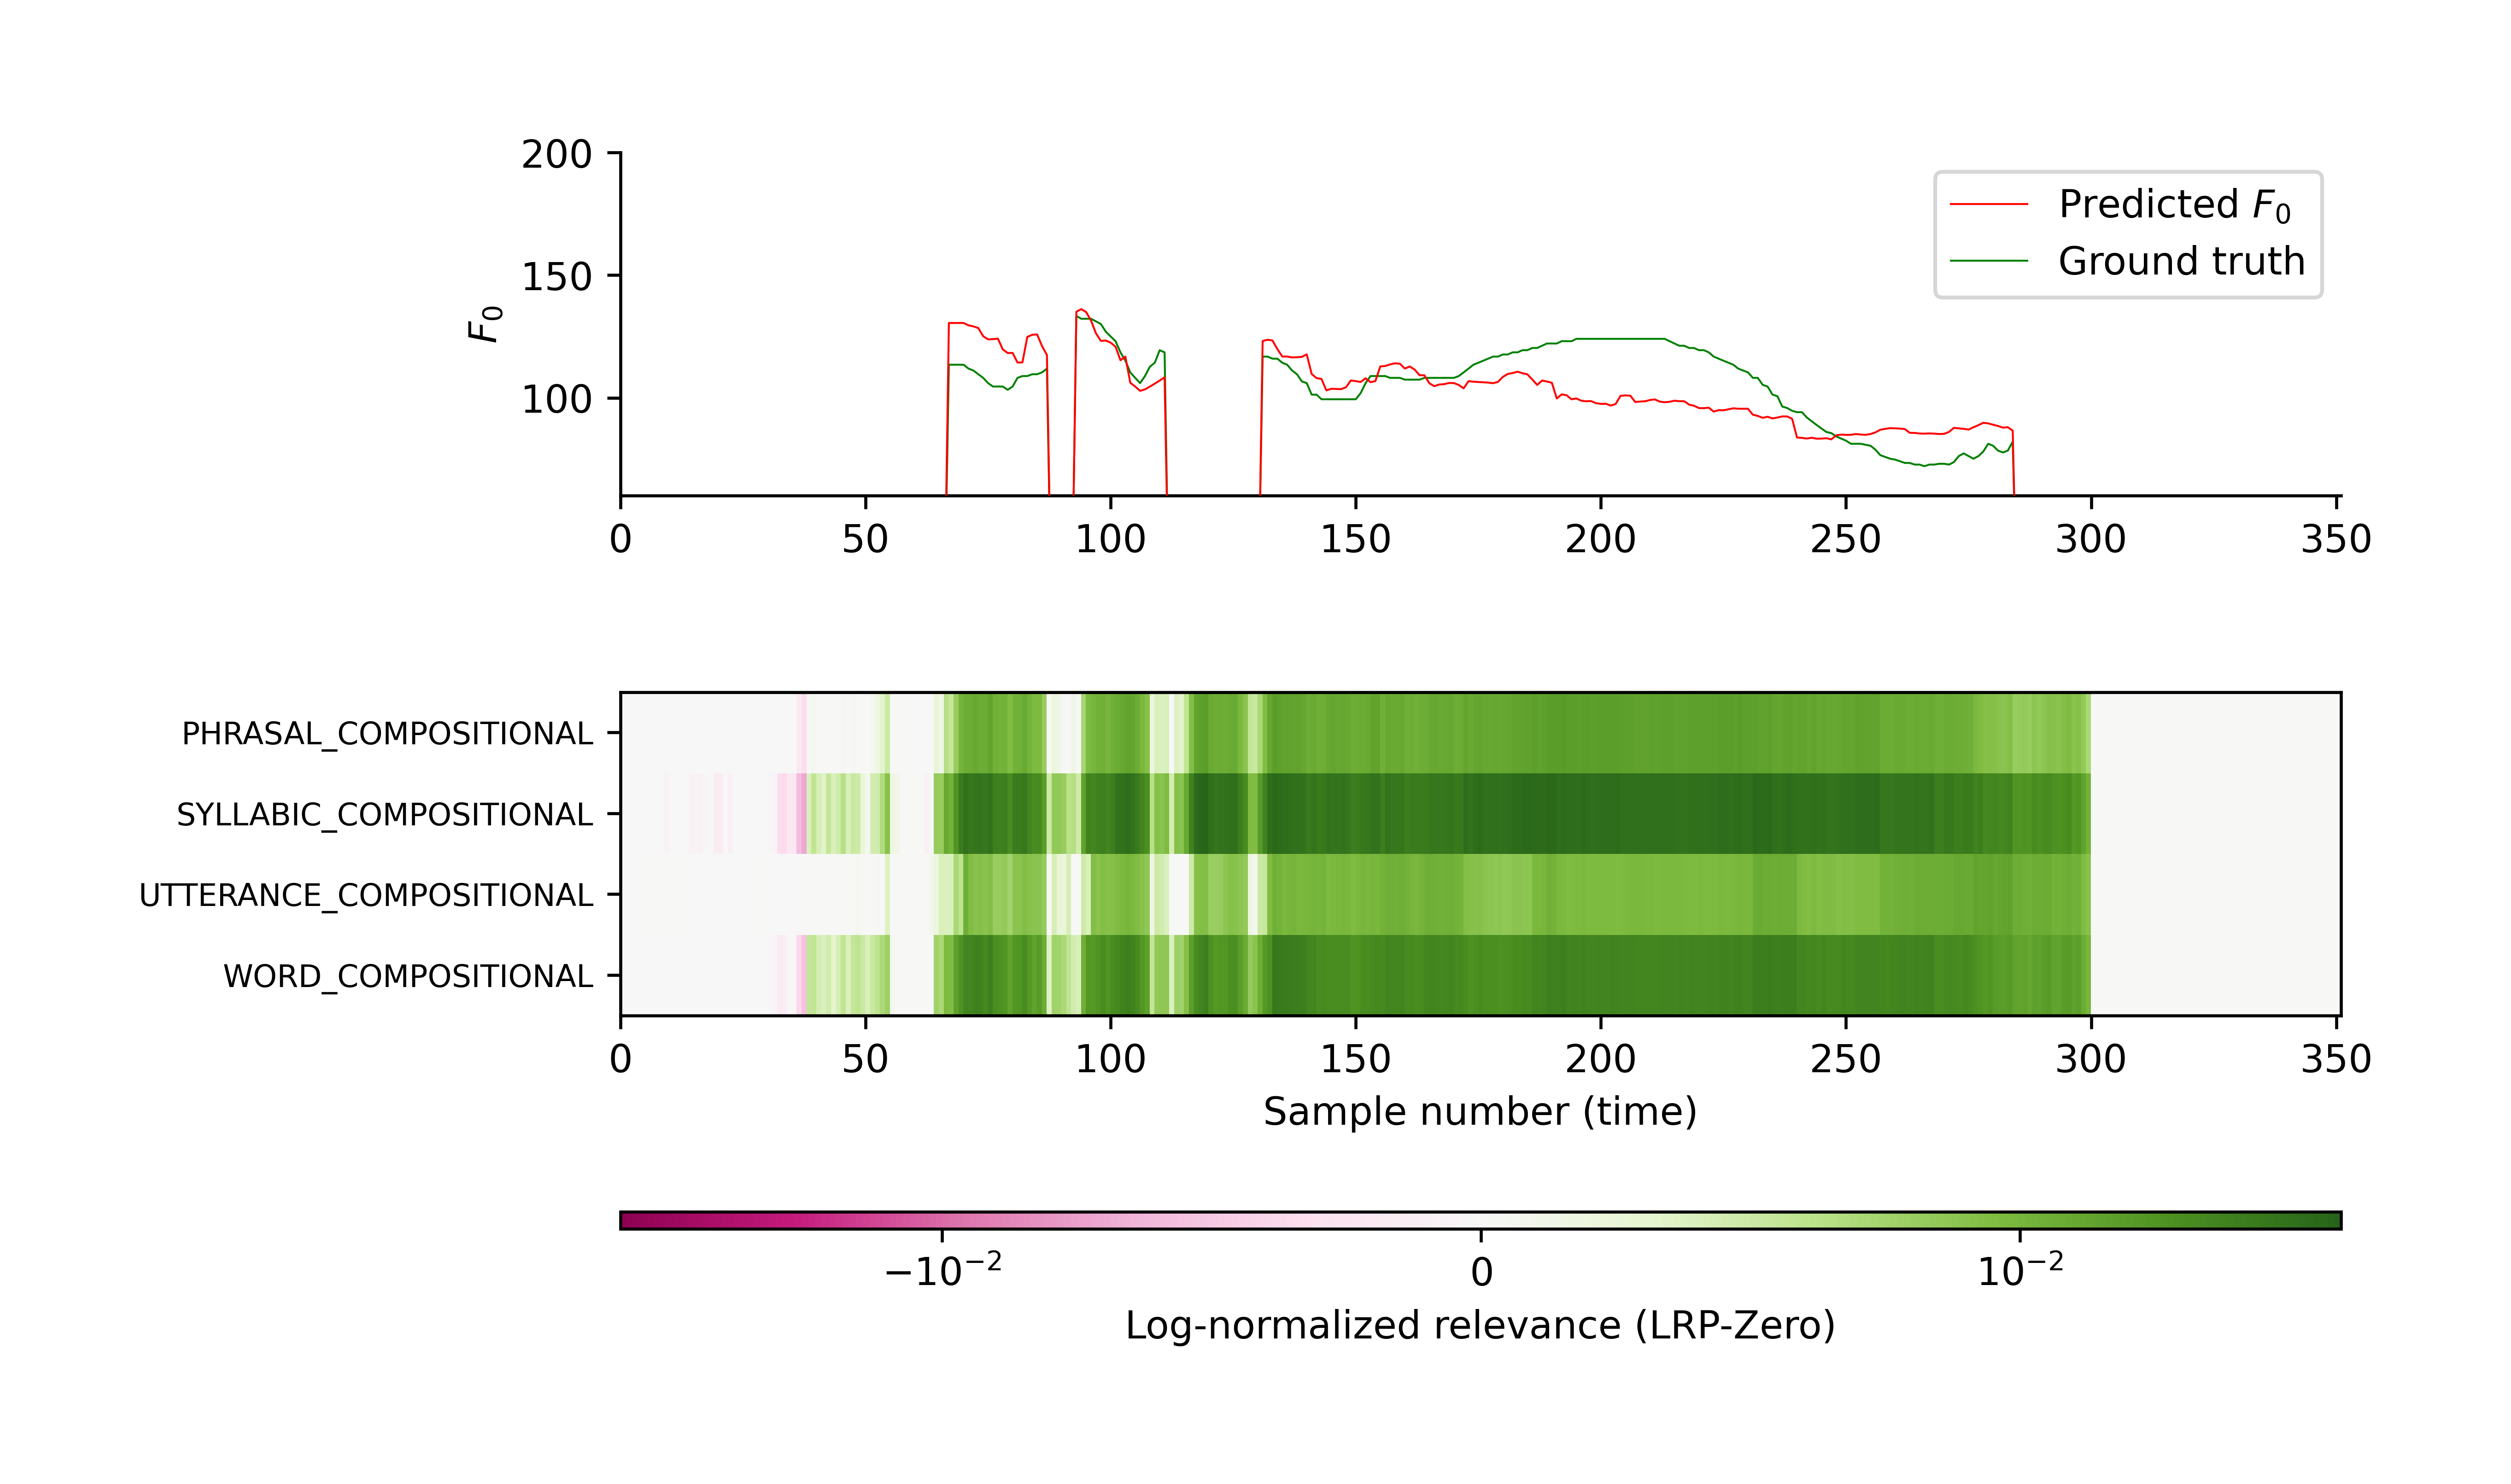 200
150
100
F₀
Predicted F₀
Ground truth
0 50 100 150 200 250 300 350
PHRASAL_COMPOSITIONAL
SYLLABIC_COMPOSITIONAL
UTTERANCE_COMPOSITIONAL
WORD_COMPOSITIONAL
0 50 100 150 200 250 300 350
Sample number (time)
−10⁻² 0 10⁻²
Log-normalized relevance (LRP-Zero)